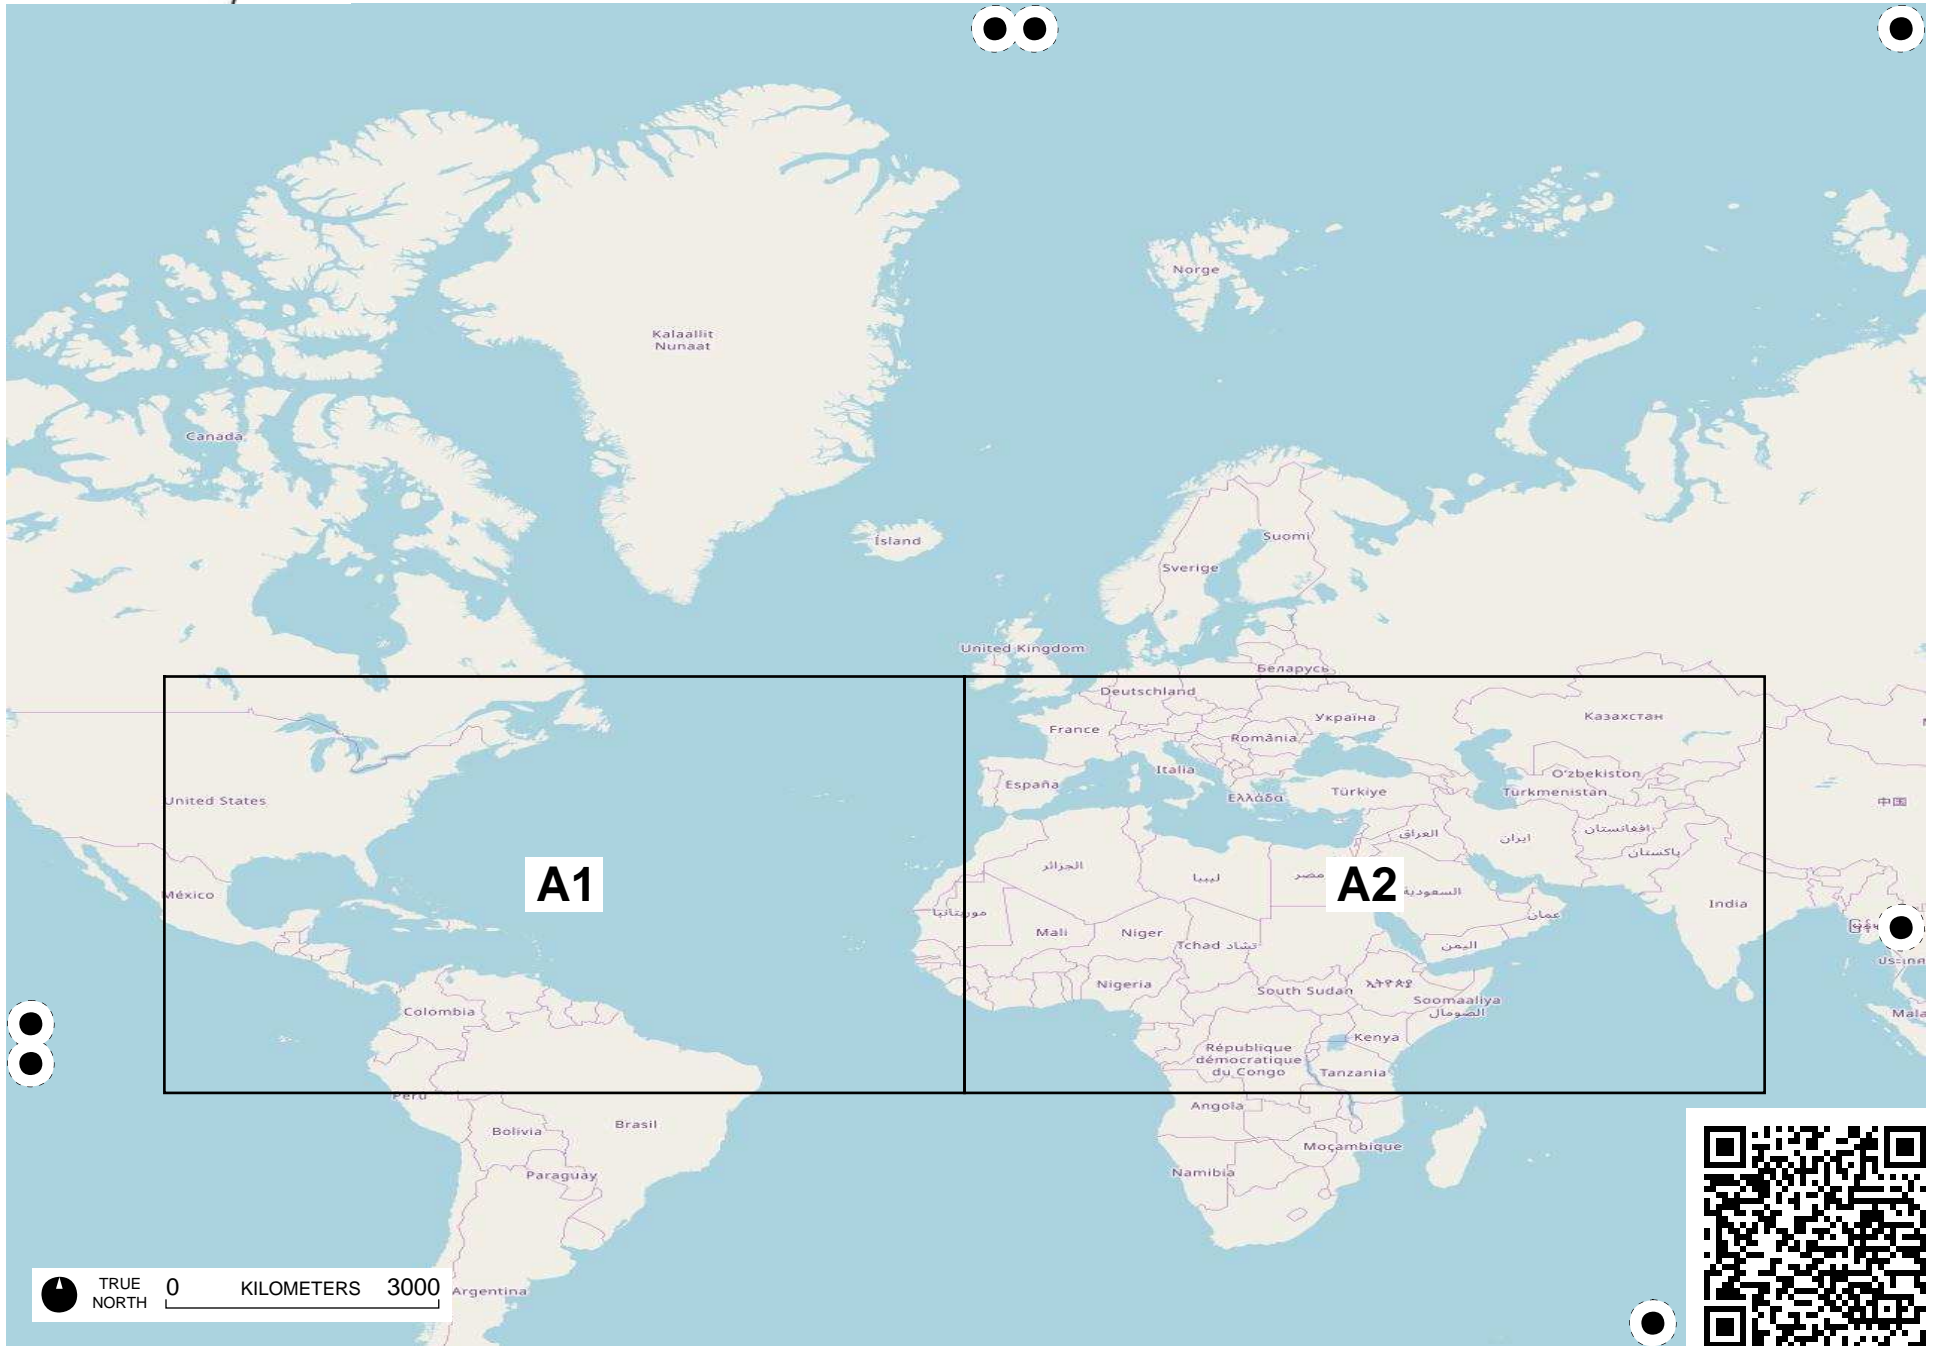 Norge
Kalaallit
Nunaat
Canada
Ísland
Suomi
Sverige
United Kingdom
Беларусь
Deutschland
Україна
Казахстан
France
România
Italia
O‘zbekiston
España
Ελλάδα
Türkiye
Turkmenistan
United States
中国
العراق
ایران
افغانستان
پاکستان
الجزائر
ليبيا
مصر
A1
A2
السعودية
México
India
موريتانيا
عمان
Mali
Niger
Tchad تشاد
اليمن
Nigeria
South Sudan
ኢትዮጵያ
Soomaaliya
الصومال
Colombia
Mala
Kenya
République
démocratique
du Congo
Tanzania
Perú
Angola
Brasil
Bolivia
Moçambique
Paraguay
Namibia
TRUE
NORTH
0 KILOMETERS 3000
Argentina